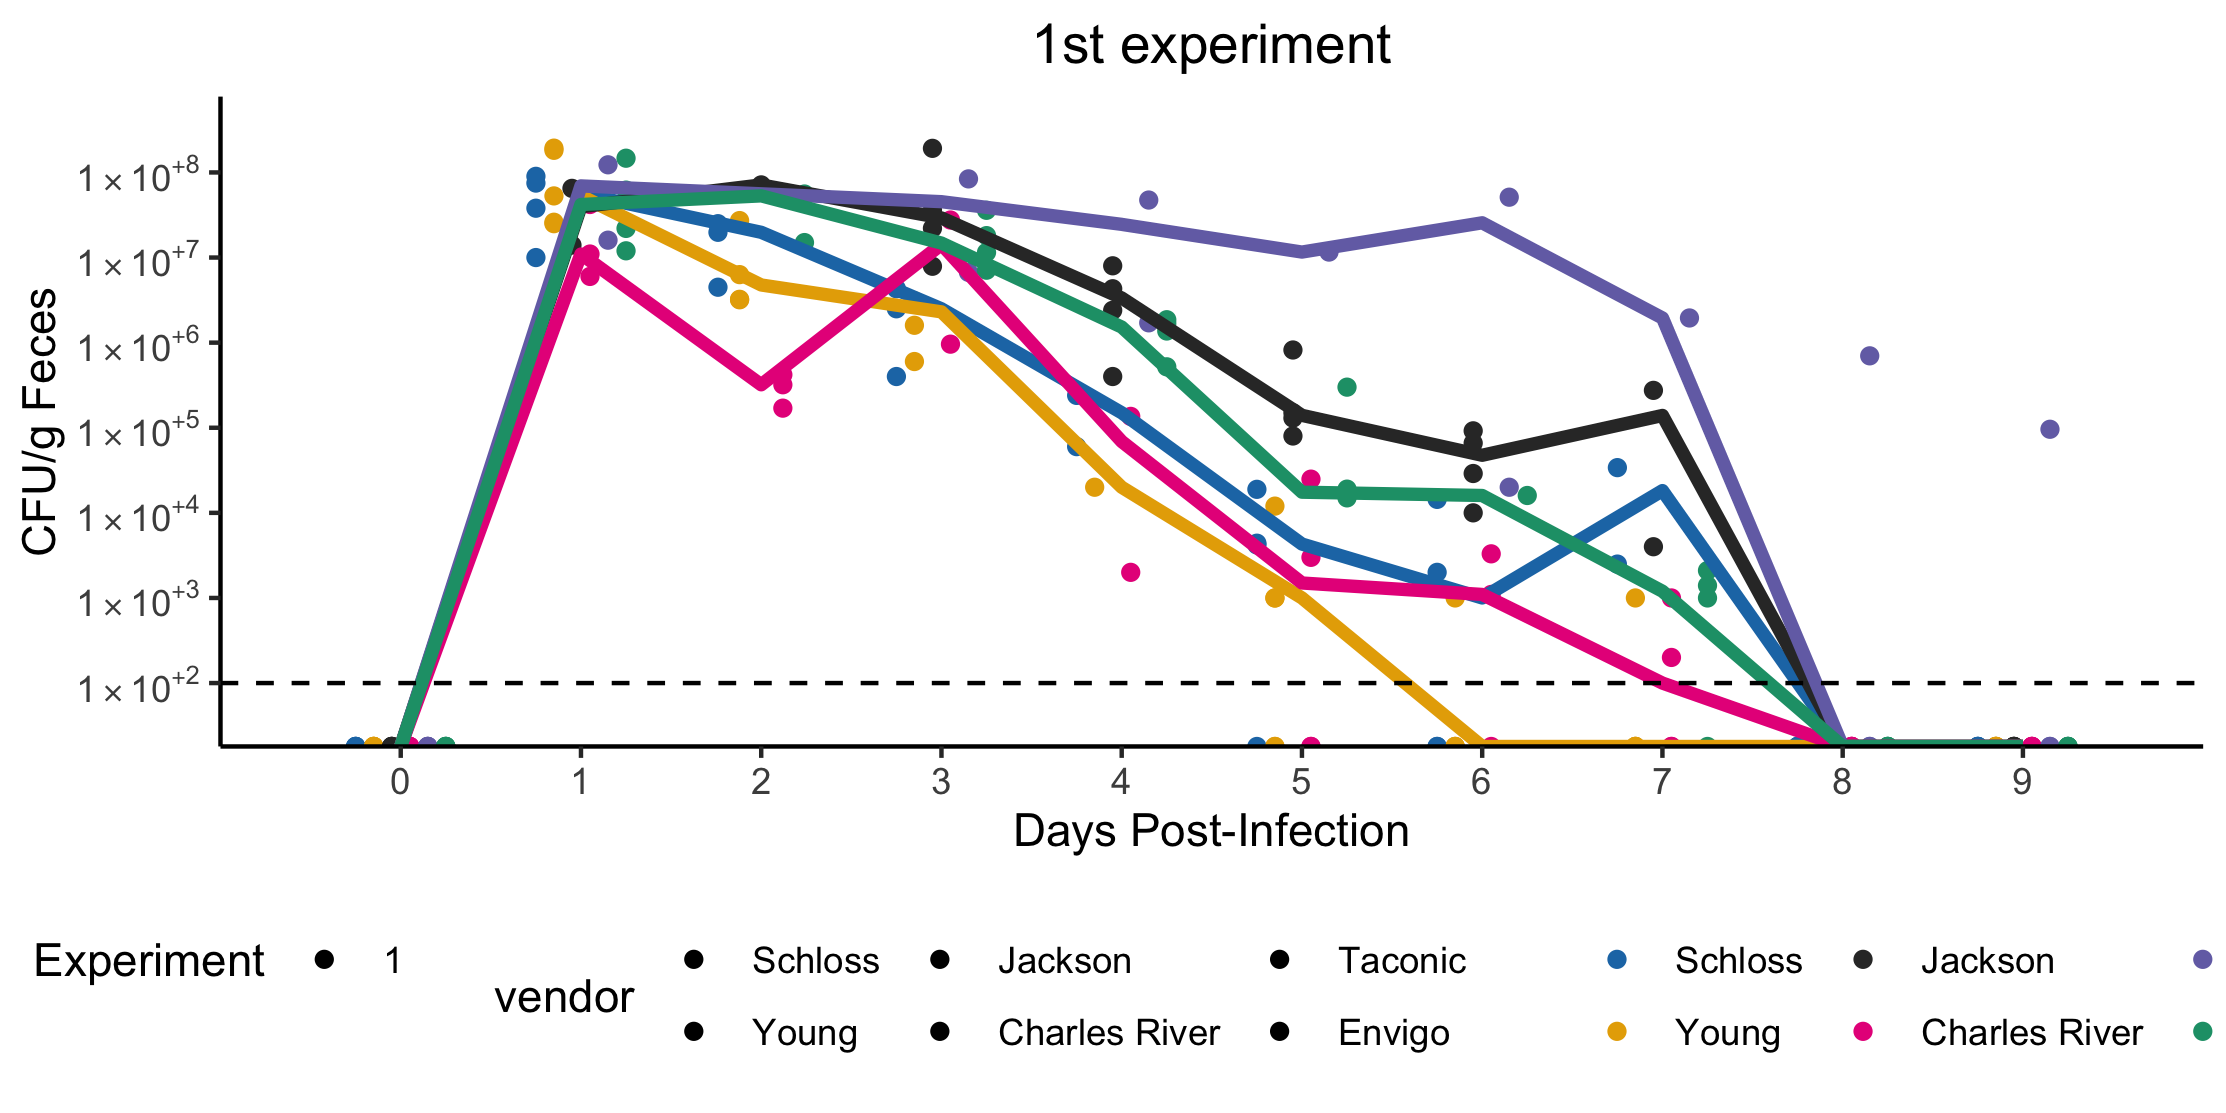 1st experiment
CFU/g Feces
1×10+8
1×10+7
1×10+6
1×10+5
1×10+4
1×10+3
1×10+2
0 1 2 3 4 5 6 7 8 9
Days Post-Infection
Experiment 1
vendor
Schloss Jackson Taconic Schloss Jackson
Young Charles River Envigo Young Charles River